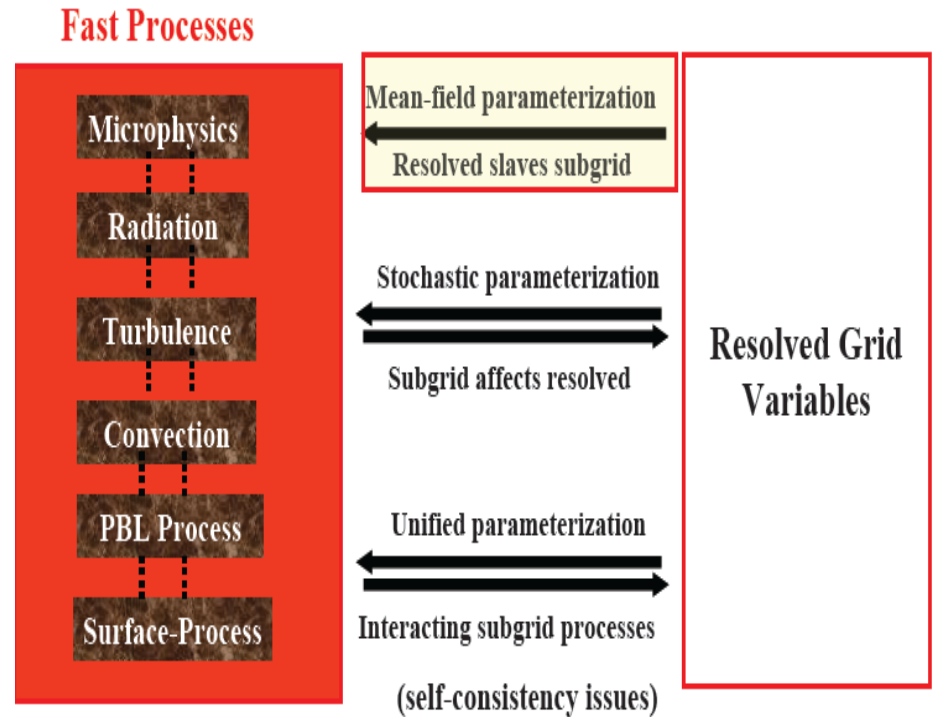 Fast Processes
Microphysics
Radiation
Turbulence
Convection
PBL Process
Surface-Process
Mean-field parameterization
Resolved slaves subgrid
Stochastic parameterization
Subgrid affects resolved
Unified parameterization
Interacting subgrid processes
(self-consistency issues)
Resolved Grid
Variables